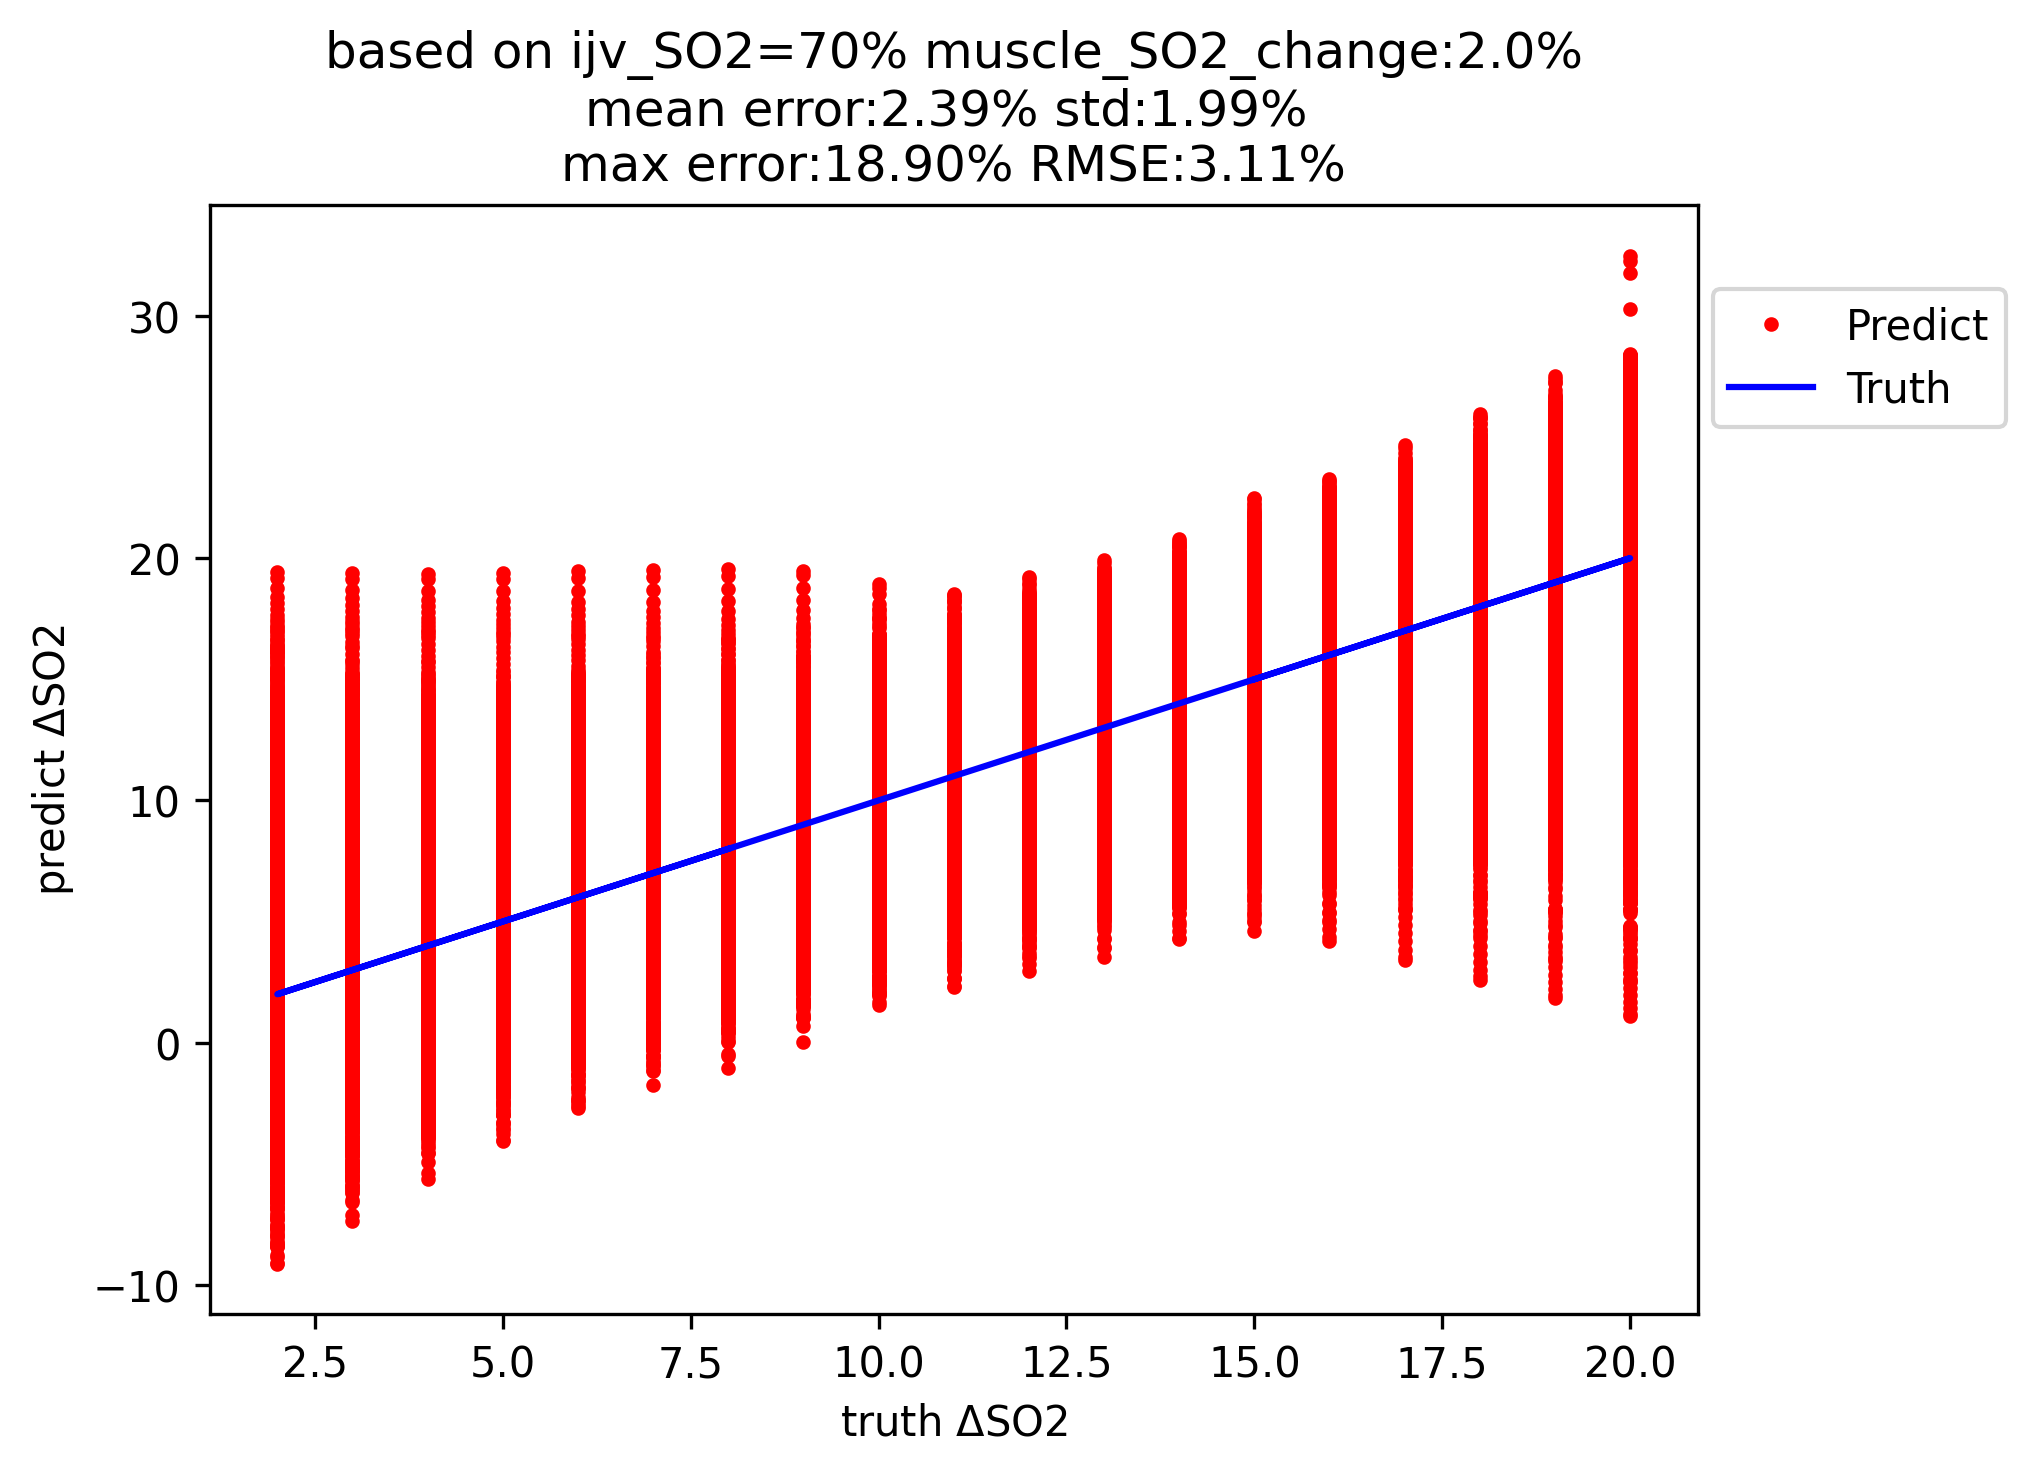 based on ijv_SO2=70% muscle_SO2_change:2.0%
mean error:2.39% std:1.99%
max error:18.90% RMSE:3.11%
30
20
10
0
−10
predict ΔSO2
2.5 5.0 7.5 10.0 12.5 15.0 17.5 20.0
truth ΔSO2
Predict
Truth